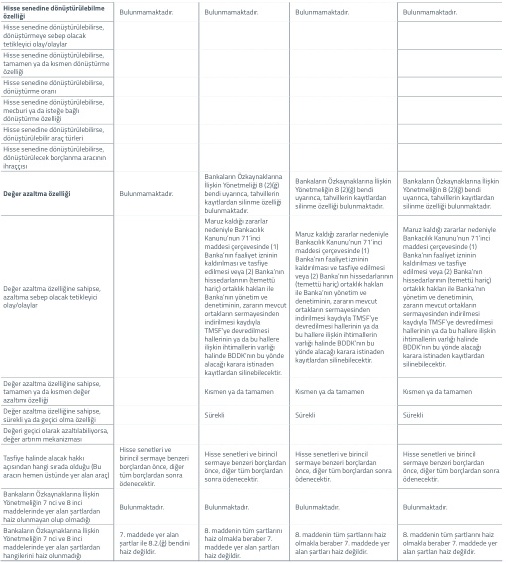 Hisse senedine dönüştürülebilme
özelliği
Bulunmamaktadır.
Bulunmamaktadır.
Bulunmamaktadır.
Bulunmamaktadır.
Hisse senedine dönüştürülebilirse,
dönüştürmeye sebep olacak
tetikleyici olay/olaylar
Hisse senedine dönüştürülebilirse,
tamamen ya da kısmen dönüştürme
özelliği
Hisse senedine dönüştürülebilirse,
dönüştürme oranı
Hisse senedine dönüştürülebilirse,
mecburi ya da isteğe bağlı
dönüştürme özelliği
Hisse senedine dönüştürülebilirse,
dönüştürülebilir araç türleri
Hisse senedine dönüştürülebilirse,
dönüştürülecek borçlanma aracının
ihraççısı
Değer azaltma özelliği
Bulunmamaktadır.
Bankaların Özkaynaklarına
İlişkin Yönetmeliği 8 (2)(ğ)
bendi uyarınca, tahvillerin
kayıtlardan silinme özelliği
bulunmaktadır.
Bankaların Özkaynaklarına İlişkin
Yönetmeliğin 8 (2)(ğ) bendi
uyarınca, tahvillerin kayıtlardan
silinme özelliği bulunmaktadır.
Bankaların Özkaynaklarına İlişkin
Yönetmeliğin 8 (2)(ğ) bendi
uyarınca, tahvillerin kayıtlardan
silinme özelliği bulunmaktadır.
Değer azaltma özelliğine sahipse,
azaltıma sebep olacak tetikleyici
olay/olaylar
Maruz kaldığı zararlar
nedeniyle Bankacılık
Kanunu'nun 71'inci
maddesi çerçevesinde (1)
Banka'nın faaliyet izninin
kaldırılması ve tasfiye
edilmesi veya (2) Banka'nın
hissedarlarının (temettü
hariç) ortaklık hakları ile
Banka'nın yönetim ve
denetiminin, zararın mevcut
ortakların sermayesinden
indirilmesi kaydıyla
TMSF'ye devredilmesi
hallerinin ya da bu hallere
ilişkin ihtimallerin varlığı
halinde BDDK'nın bu yönde
alacağı karara istinaden
kayıtlardan silinebilecektir.
Maruz kaldığı zararlar nedeniyle
Bankacılık Kanunu'nun 71'inci
maddesi çerçevesinde (1)
Banka'nın faaliyet izninin
kaldırılması ve tasfiye edilmesi
veya (2) Banka'nın hissedarlarının
(temettü hariç) ortaklık hakları
ile Banka'nın yönetim ve
denetiminin, zararın mevcut
ortakların sermayesinden
indirilmesi kaydıyla TMSF'ye
devredilmesi hallerinin ya da
bu hallere ilişkin ihtimallerin
varlığı halinde BDDK'nın bu
yönde alacağı karara istinaden
kayıtlardan silinebilecektir.
Maruz kaldığı zararlar nedeniyle
Bankacılık Kanunu'nun 71'inci
maddesi çerçevesinde (1)
Banka'nın faaliyet izninin
kaldırılması ve tasfiye
edilmesi veya (2) Banka'nın
hissedarlarının (temettü hariç)
ortaklık hakları ile Banka'nın
yönetim ve denetiminin,
zararın mevcut ortakların
sermayesinden indirilmesi
kaydıyla TMSF'ye devredilmesi
hallerinin ya da bu hallere ilişkin
ihtimallerin varlığı halinde
BDDK'nın bu yönde alacağı
karara istinaden kayıtlardan
silinebilecektir.
Değer azaltma özelliğine sahipse,
tamamen ya da kısmen değer
azaltımı özelliği
Kısmen ya da tamamen
Kısmen ya da tamamen
Kısmen ya da tamamen
Değer azaltma özelliğine sahipse,
sürekli ya da geçici olma özelliği
Sürekli
Sürekli
Sürekli
Değeri geçici olarak azaltılabiliyorsa,
değer artırım mekanizması
Tasfiye halinde alacak hakkı
açısından hangi sırada olduğu (Bu
aracın hemen üstünde yer alan araç)
Hisse senetleri ve
birincil sermaye benzeri
borçlardan önce, diğer
tüm borçlardan sonra
ödenecektir.
Hisse senetleri ve birincil
sermaye benzeri borçlardan
önce, diğer tüm borçlardan
sonra ödenecektir.
Hisse senetleri ve birincil
sermaye benzeri borçlardan
önce, diğer tüm borçlardan sonra
ödenecektir.
Hisse senetleri ve birincil
sermaye benzeri borçlardan
önce, diğer tüm borçlardan sonra
ödenecektir.
Bankaların Özkaynaklarına İlişkin
Yönetmeliğin 7 nci ve 8 inci
maddelerinde yer alan şartlardan
haiz olunmayan olup olmadığı
Bulunmaktadır.
Bulunmaktadır.
Bulunmaktadır.
Bulunmaktadır.
Bankaların Özkaynaklarına İlişkin
Yönetmeliğin 7 nci ve 8 inci
maddelerinde yer alan şartlardan
hangilerini haiz olunmadığı
7. maddede yer alan
şartlar ile 8.2.(ğ) bendini
haiz değildir.
8. maddenin tüm şartlarını
haiz olmakla beraber 7.
maddede yer alan şartları
haiz değildir.
8. maddenin tüm şartlarını haiz
olmakla beraber 7. maddede yer
alan şartları haiz değildir.
8. maddenin tüm şartlarını haiz
olmakla beraber 7. maddede yer
alan şartları haiz değildir.